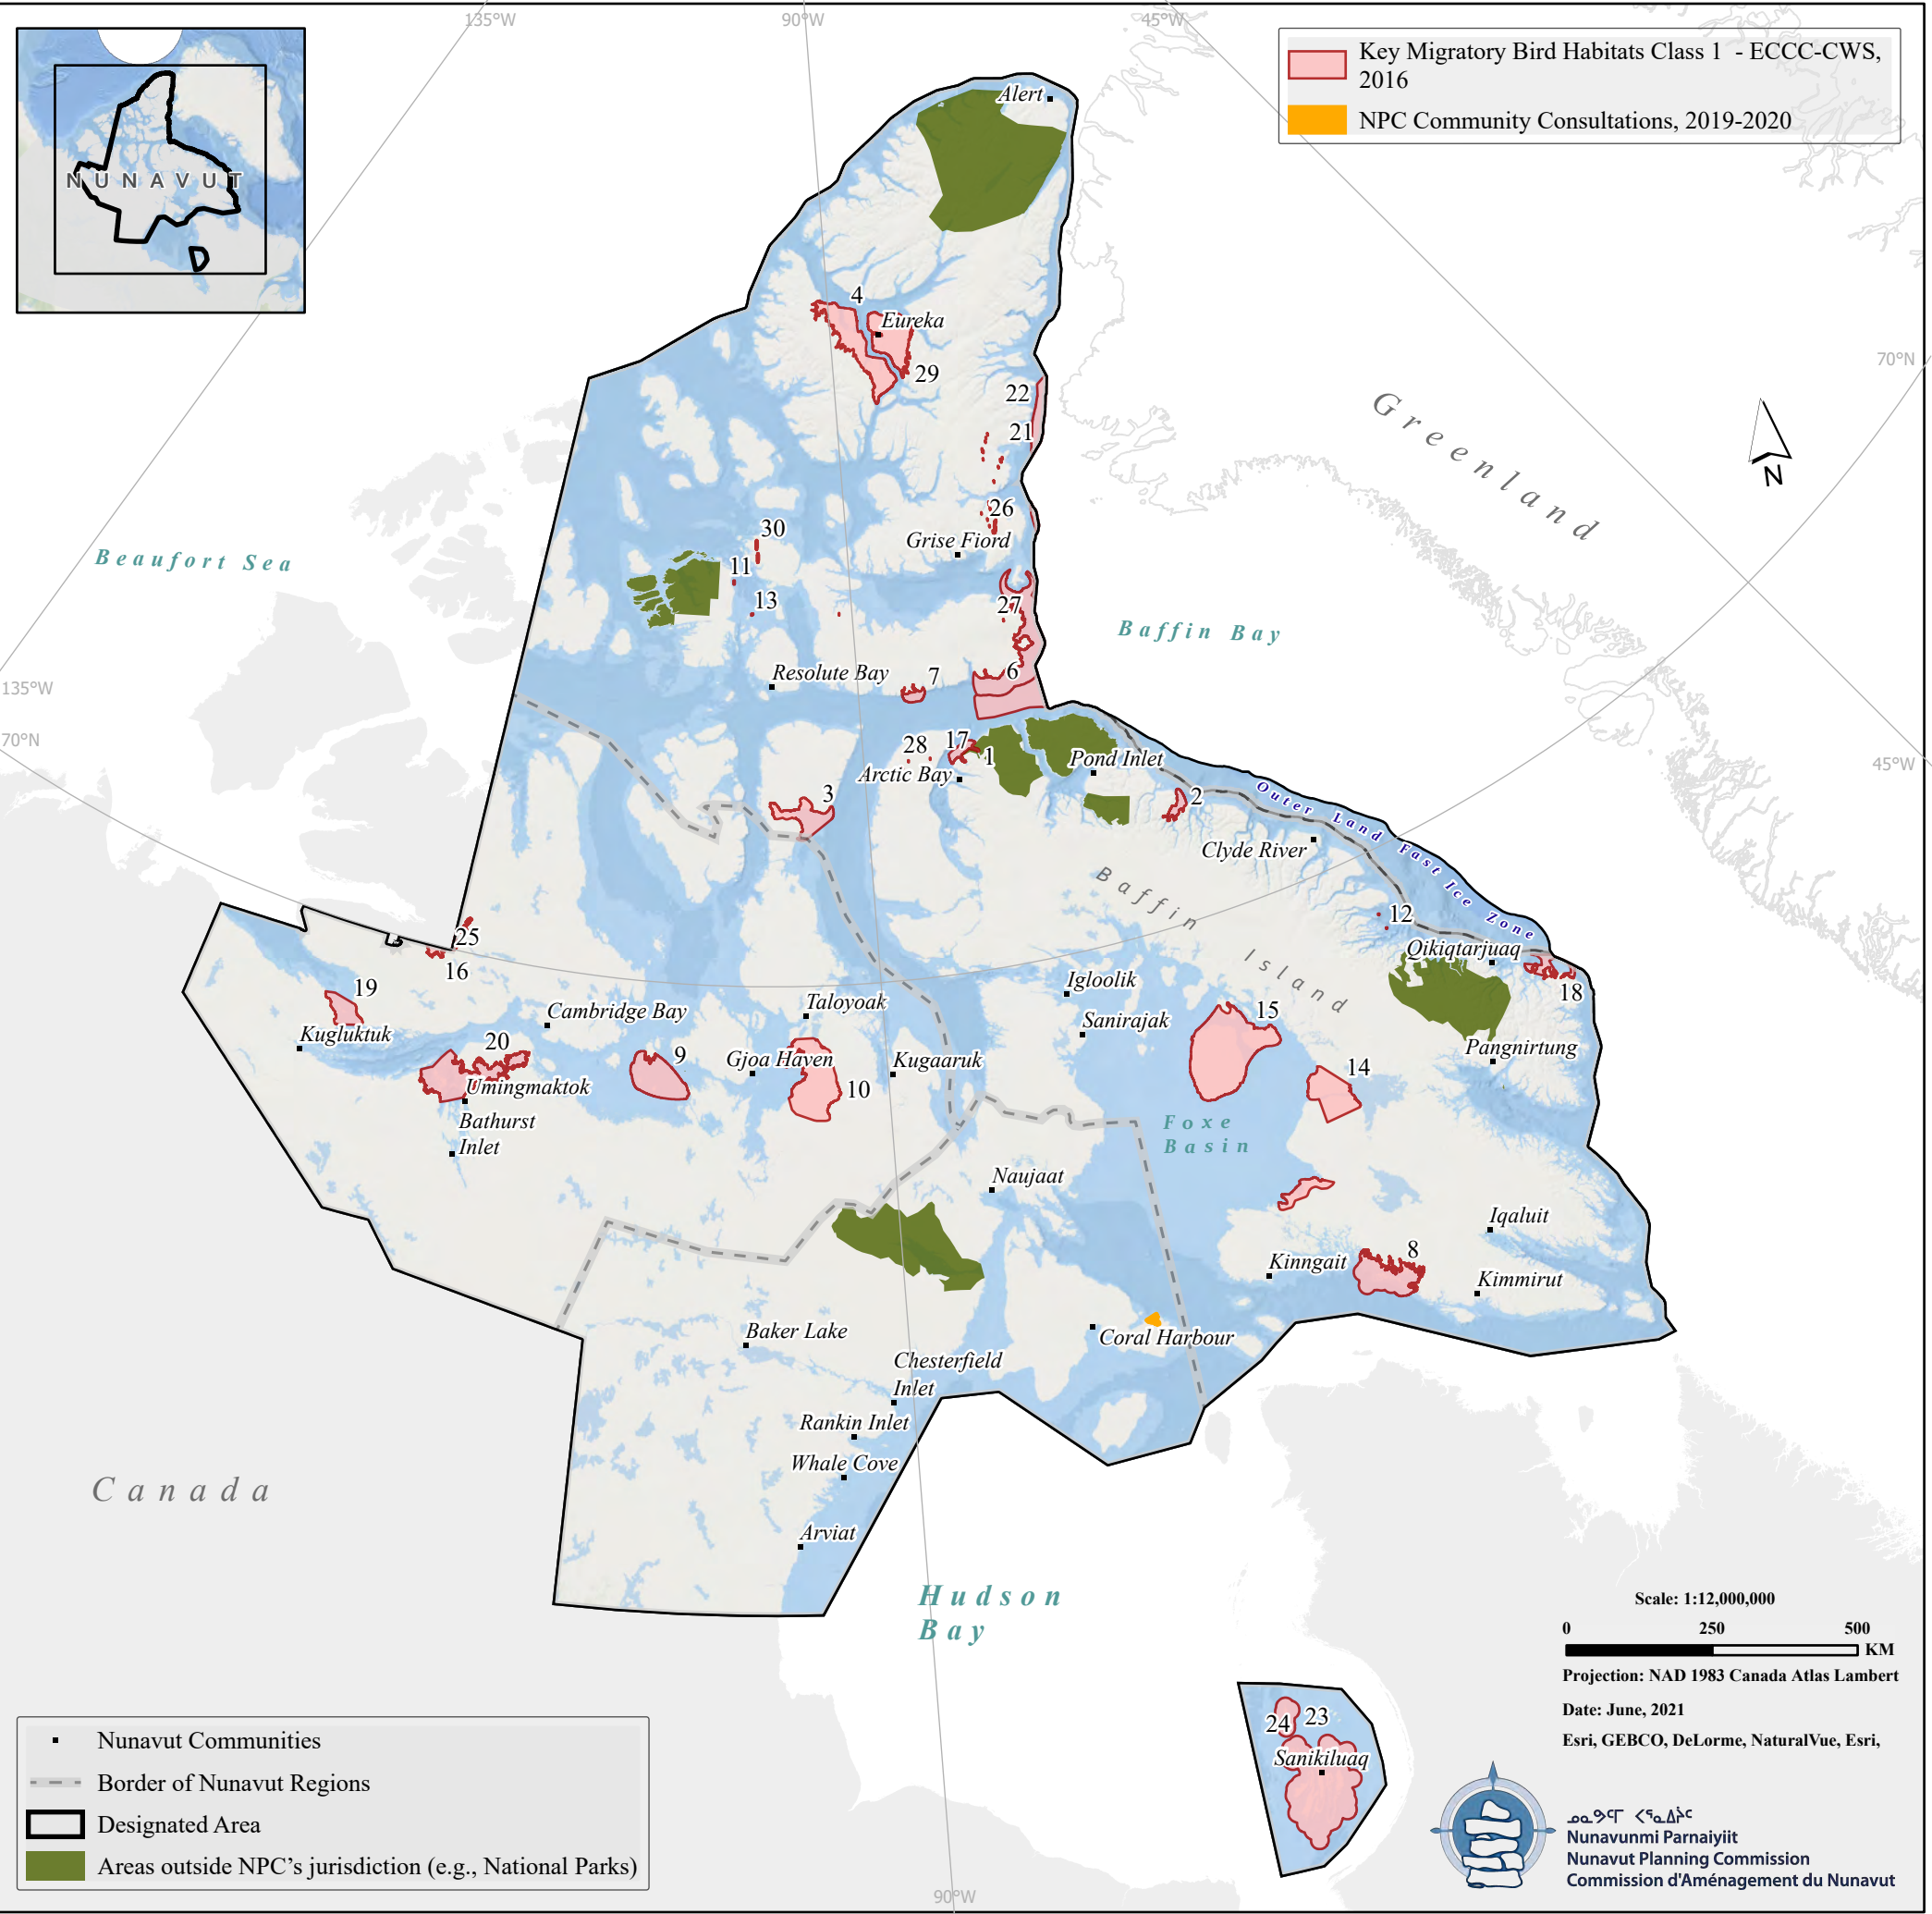 135°W
90°W
45°W
NUNAVUT
Key Migratory Bird Habitats Class 1 - ECCC-CWS,
2016
NPC Community Consultations, 2019-2020
Alert
4
Eureka
29
22
21
70°N
Greenland
N
26
Grise Fiord
30
11
13
Beaufort Sea
27
Baffin Bay
Resolute Bay
7
6
135°W
70°N
28
17
1
Arctic Bay
Pond Inlet
45°W
3
2
Outer Land Fast Ice Zone
Clyde River
Baffin Island
12
Qikiqtarjuaq
18
25
16
19
Kugluktuk
Cambridge Bay
Taloyoak
Igloolik
Sanirajak
15
Pangnirtung
20
Umingmaktok
9
Gjoa Haven
10
Kugaaruk
14
Bathurst
Inlet
Foxe
Basin
Naujaat
Iqaluit
Kinngait
8
Kimmirut
Baker Lake
Coral Harbour
Chesterfield
Inlet
Rankin Inlet
Whale Cove
Canada
Arviat
Hudson
Bay
24
23
Sanikiluaq
90°W
Scale: 1:12,000,000
0 250 500
KM
Projection: NAD 1983 Canada Atlas Lambert
Date: June, 2021
Esri, GEBCO, DeLorme, NaturalVue, Esri,
Nunavut Communities
Border of Nunavut Regions
Designated Area
Areas outside NPC's jurisdiction (e.g., National Parks)
ᓄᓇᕗᒻᒥ ᐸᕐᓇᐃᔩᑦ
Nunavunmi Parnaiyiit
Nunavut Planning Commission
Commission d'Aménagement du Nunavut